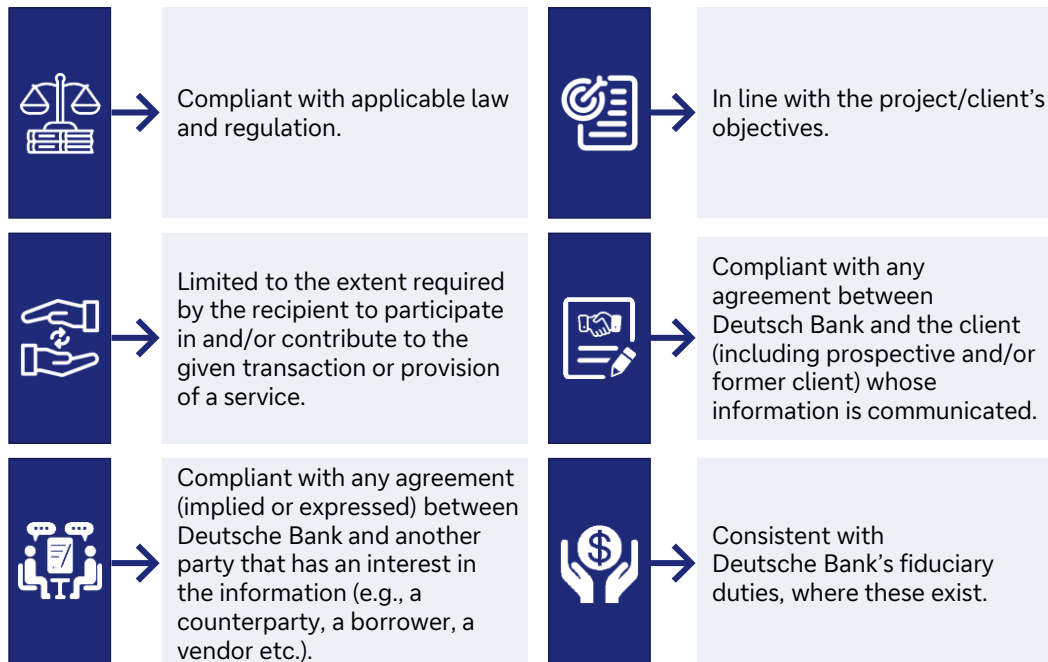 Compliant with applicable law
and regulation.
In line with the project/client's
objectives.
Limited to the extent required
by the recipient to participate
in and/or contribute to the
given transaction or provision
of a service.
Compliant with any
agreement between
Deutsch Bank and the client
(including prospective and/or
former client) whose
information is communicated.
Compliant with any agreement
(implied or expressed) between
Deutsche Bank and another
party that has an interest in
the information (e.g., a
counterparty, a borrower, a
vendor etc.).
$
Consistent with
Deutsche Bank's fiduciary
duties, where these exist.